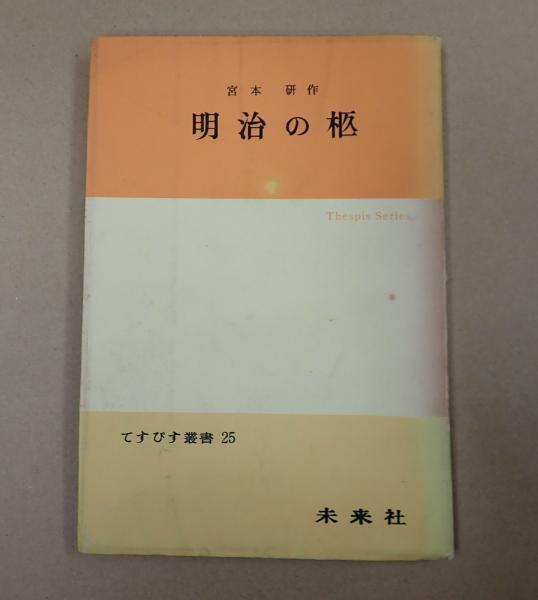 宮本 研作
明治の柩
Thespis Series.
てすぴす叢書 25
未来社